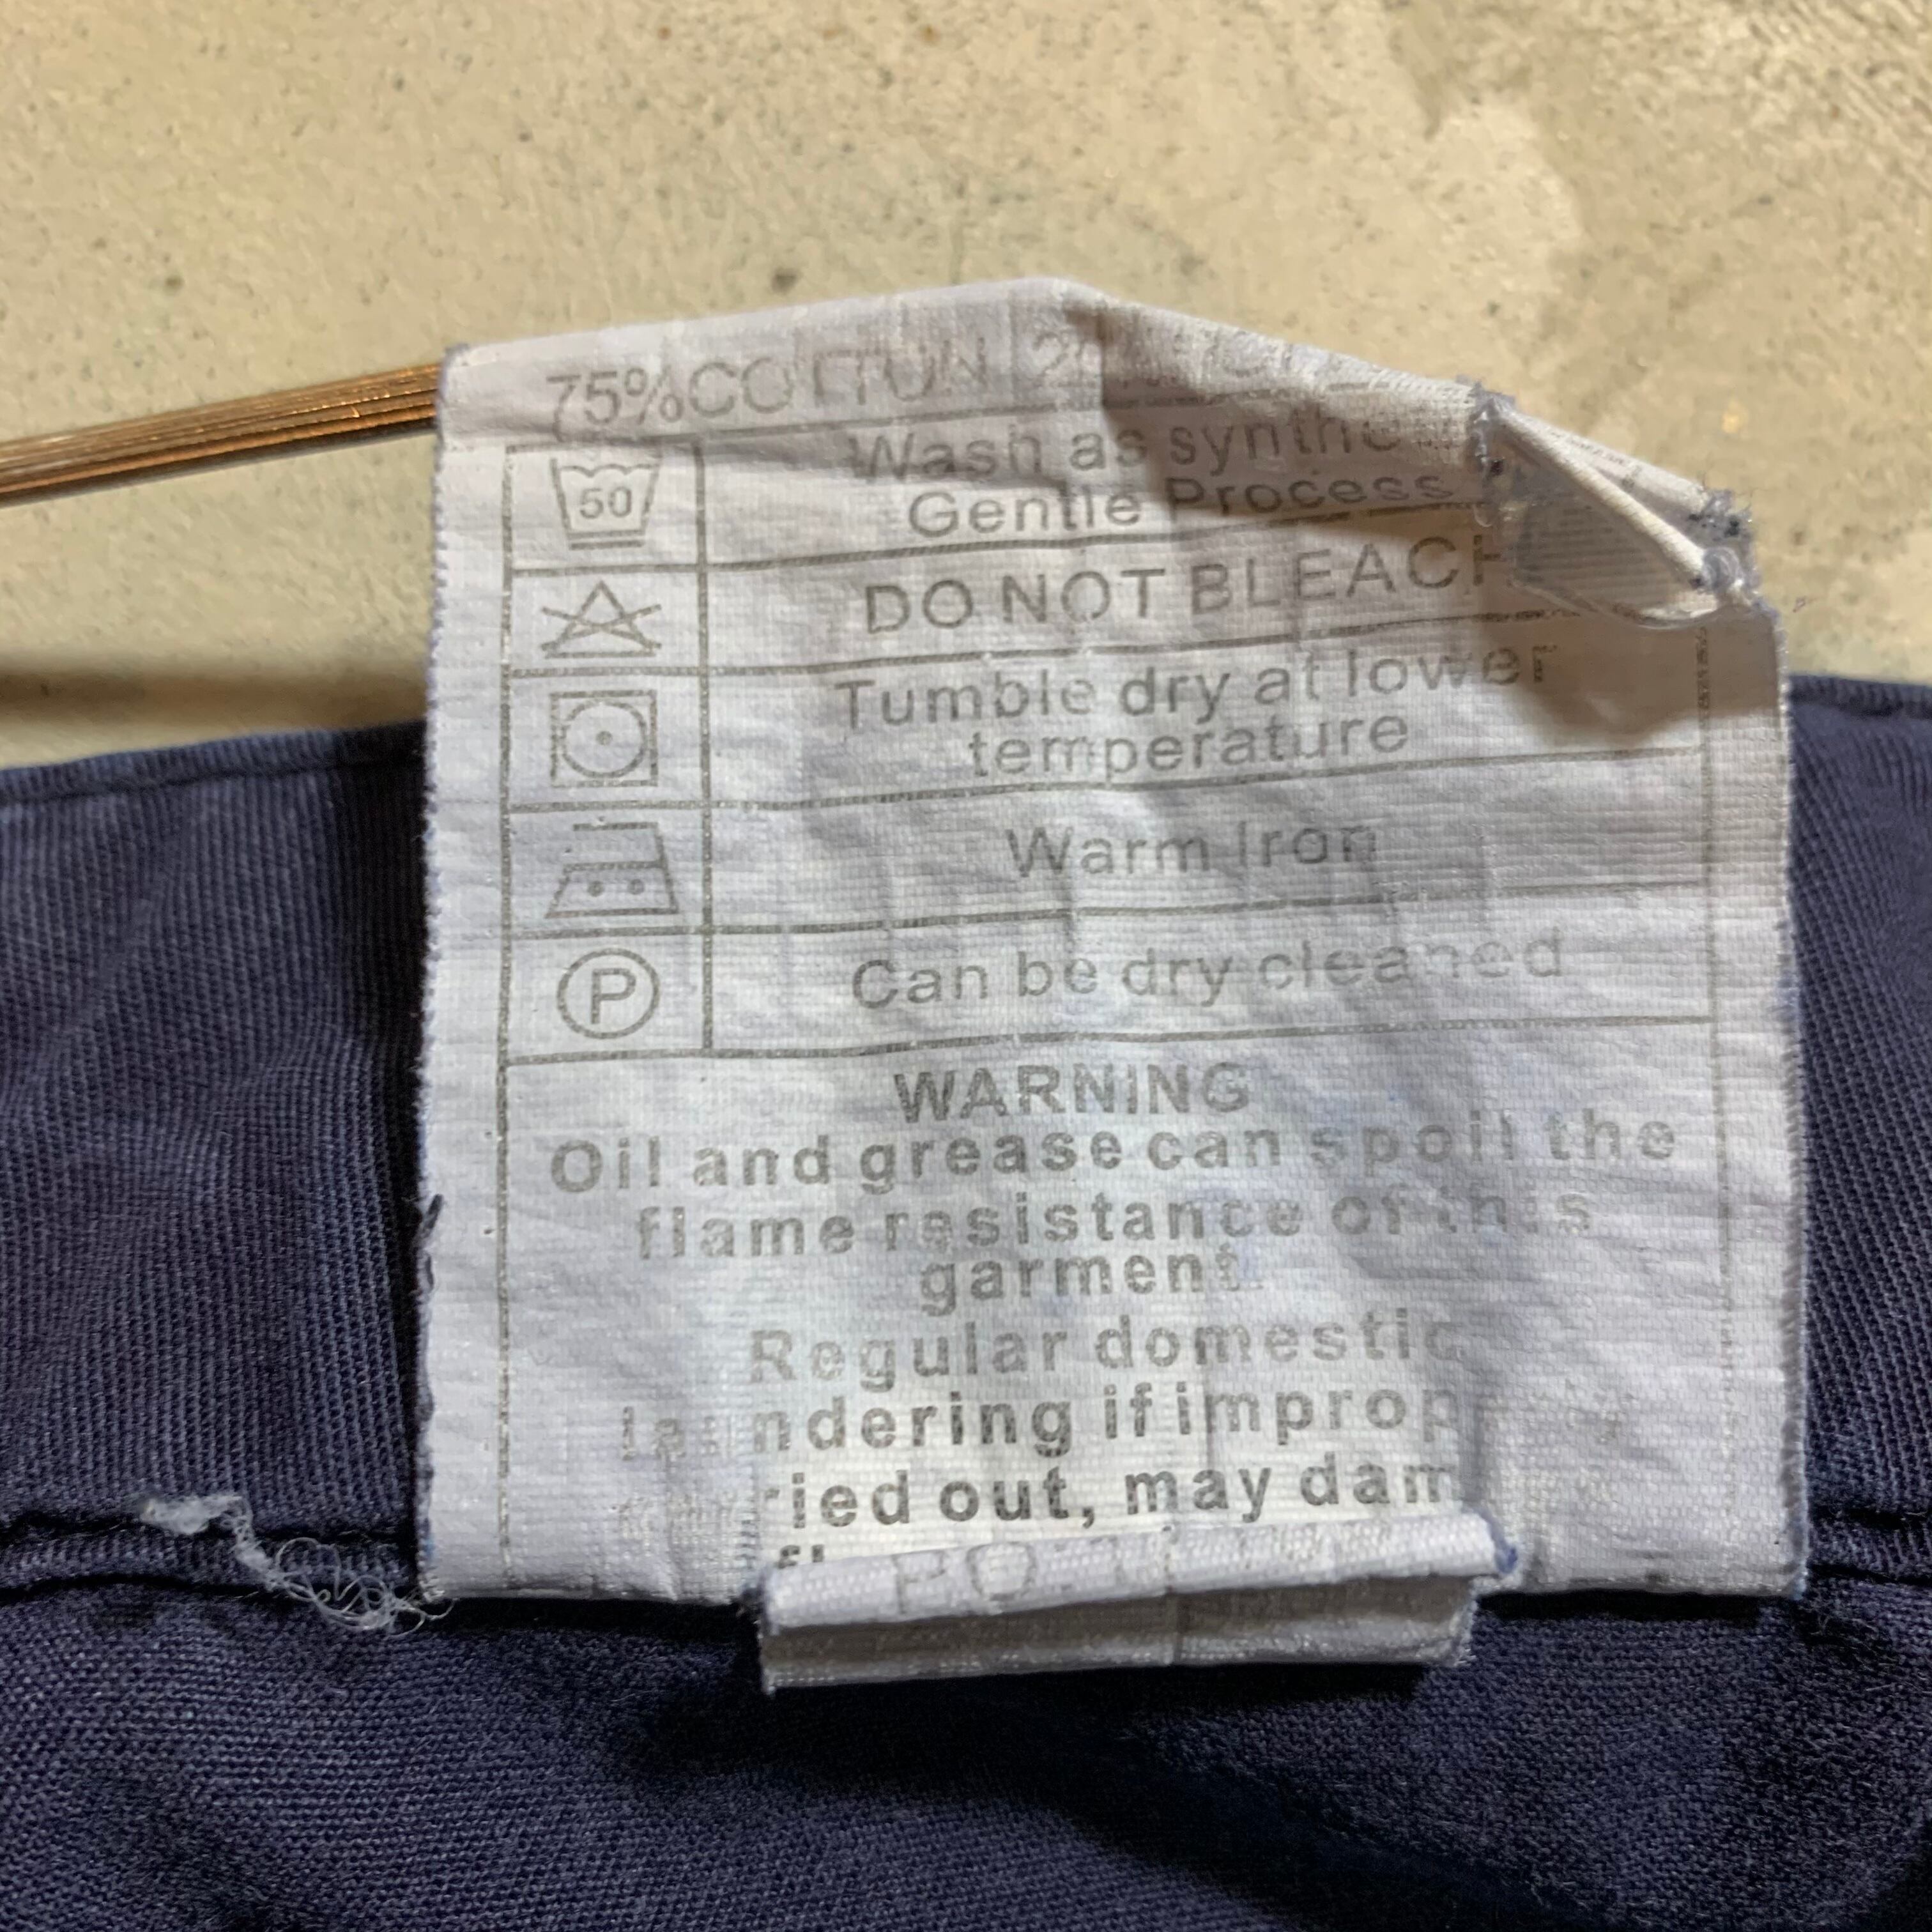 75%COTTON
50
Wash as synthe
Gentle Process
DO NOT BLEACH
Tumble dry at lower
temperature
Warm Iron
P
Can be dry cleaned
WARNING
Oil and grease can spoil the
flame resistance of this
garment.
Regular domestic
laundering if improp
carried out, may dam